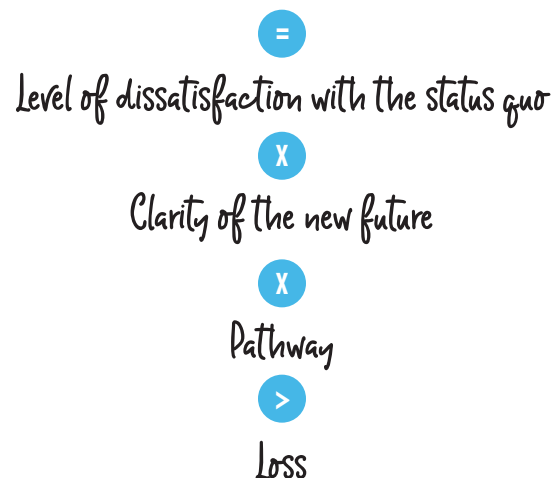 =
Level of dissatisfaction with the status quo
X
Clarity of the new future
X
Pathway
>
Loss